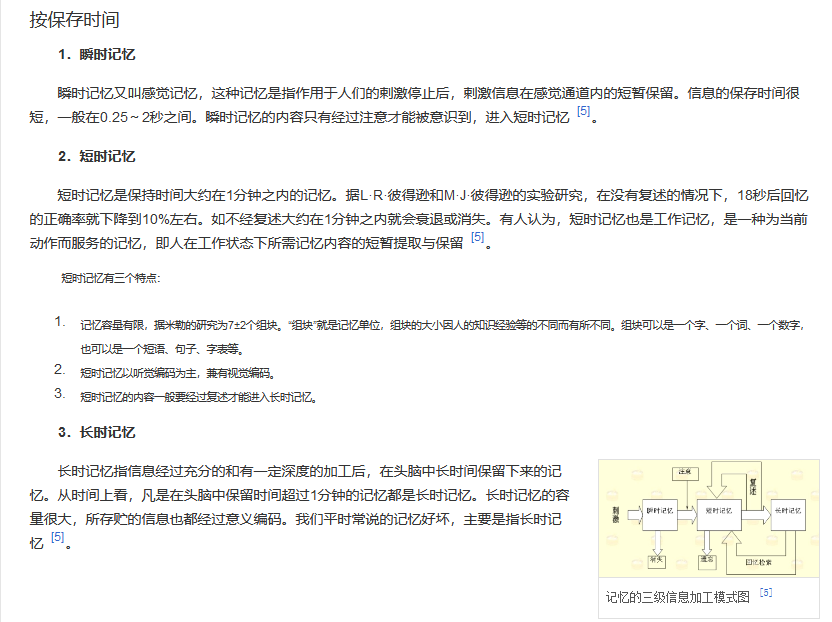 按保存时间
1．瞬时记忆
瞬时记忆又叫感觉记忆，这种记忆是指作用于人们的刺激停止后，刺激信息在感觉通道内的短暂保留。信息的保存时间很
短，一般在0.25～2秒之间。瞬时记忆的内容只有经过注意才能被意识到，进入短时记忆 [5] 。
2．短时记忆
短时记忆是保持时间大约在1分钟之内的记忆。据L·R·彼得逊和M·J·彼得逊的实验研究，在没有复述的情况下，18秒后回忆
的正确率就下降到10%左右。如不经复述大约在1分钟之内就会衰退或消失。有人认为，短时记忆也是工作记忆，是一种为当前
动作而服务的记忆，即人在工作状态下所需记忆内容的短暂提取与保留 [5] 。
短时记忆有三个特点：
1. 记忆容量有限，据米勒的研究为7±2个组块。“组块”就是记忆单位，组块的大小因人的知识经验等的不同而有所不同。组块可以是一个字、一个词、一个数字，
也可以是一个短语、句子、字表等。
2. 短时记忆以听觉编码为主，兼有视觉编码。
3. 短时记忆的内容一般要经过复述才能进入长时记忆。
3．长时记忆
长时记忆指信息经过充分的和有一定深度的加工后，在头脑中长时间保留下来的记
忆。从时间上看，凡是在头脑中保留时间超过1分钟的记忆都是长时记忆。长时记忆的容
量很大，所存贮的信息也都经过意义编码。我们平时常说的记忆好坏，主要是指长时记
忆 [5] 。
注意
复述
刺激
瞬时记忆
短时记忆
长时记忆
消失
遗忘
回忆检索
记忆的三级信息加工模式图 [5]